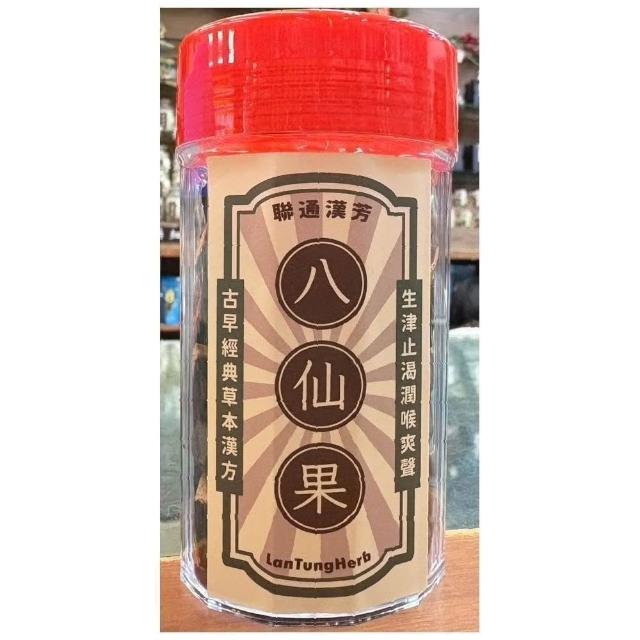 聯通漢芳
八仙果
生津止渴潤喉爽聲
古早經典草本漢方
LanTungHerb